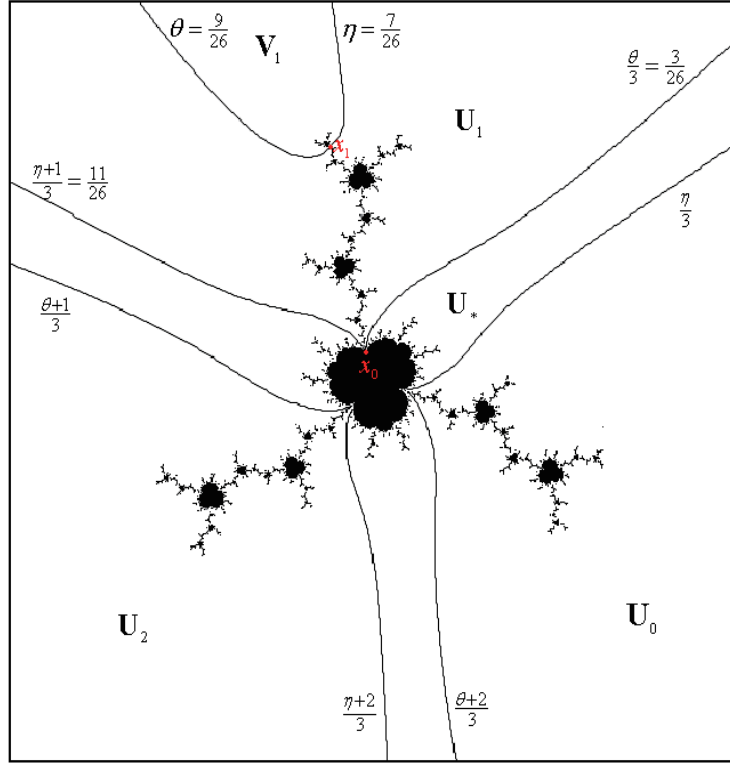 θ = 9/26
η = 7/26
V₁
θ/3 = 3/26
U₁
x₁
η+1/3 = 11/26
η/3
θ+1/3
U*
x₀
U₂
U₀
η+2/3
θ+2/3